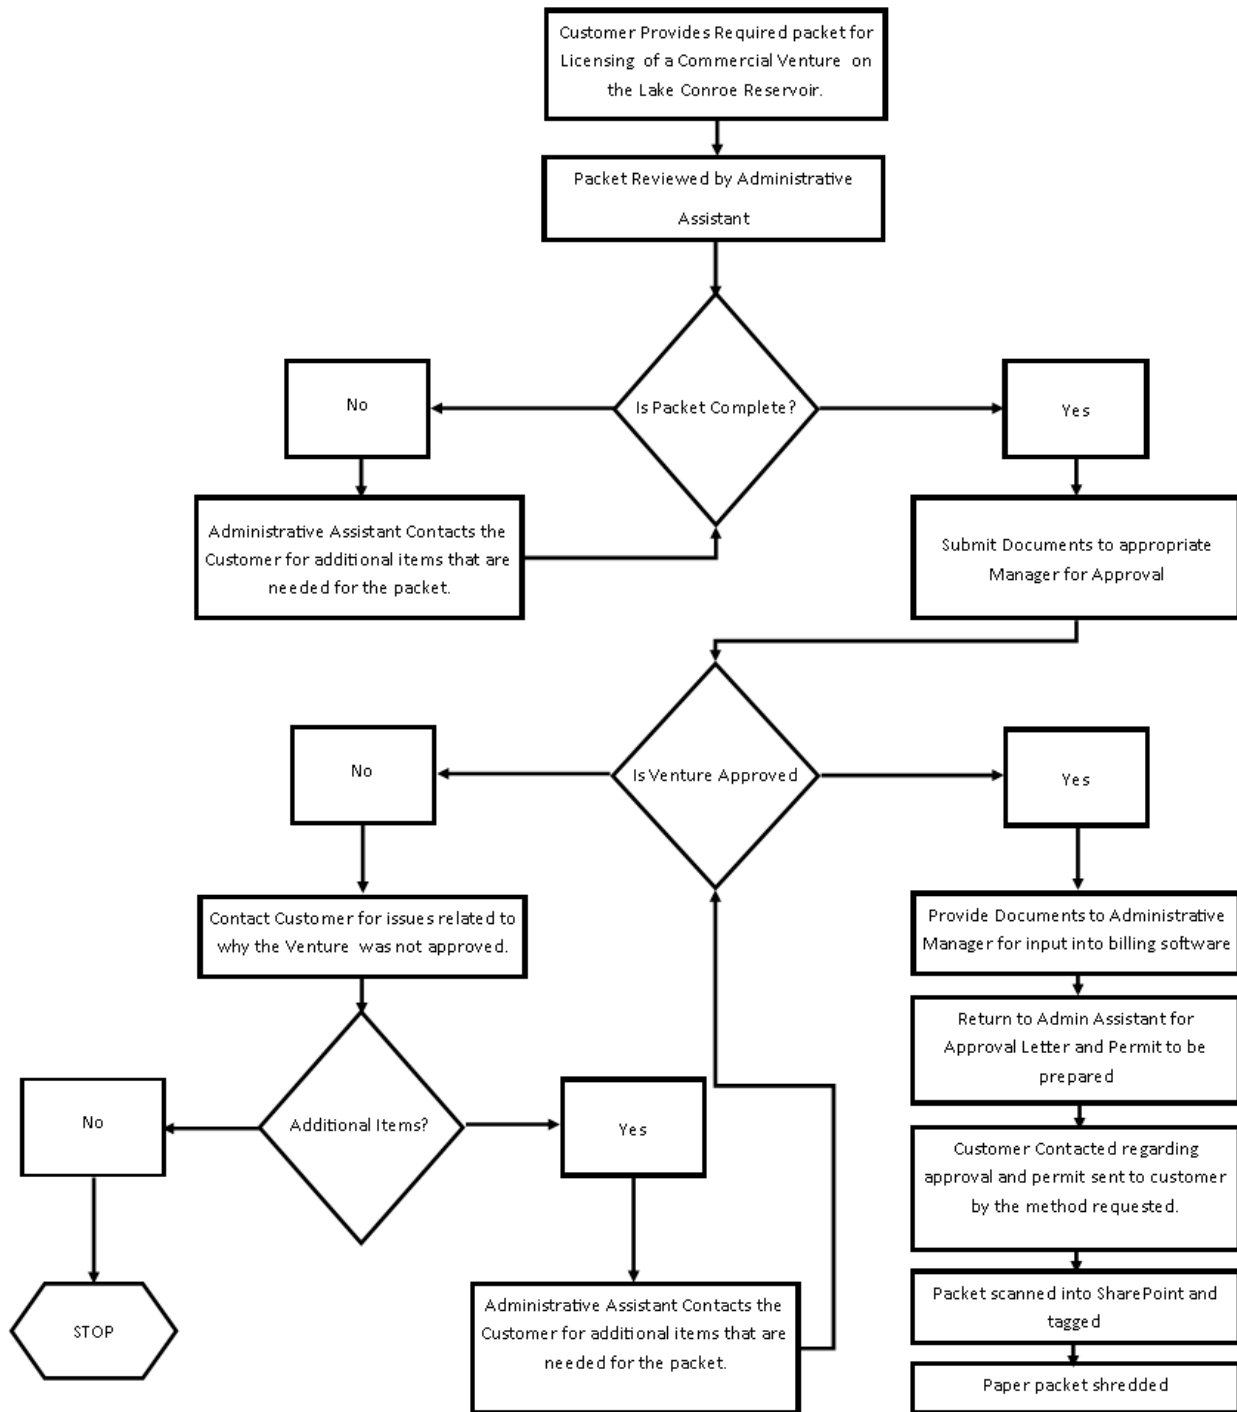 Customer Provides Required packet for
Licensing of a Commercial Venture on
the Lake Conroe Reservoir.
Packet Reviewed by Administrative
Assistant
Is Packet Complete?
No
Yes
Administrative Assistant Contacts the
Customer for additional items that are
needed for the packet.
Submit Documents to appropriate
Manager for Approval
Is Venture Approved
No
Yes
Contact Customer for issues related to
why the Venture was not approved.
Provide Documents to Administrative
Manager for input into billing software
Return to Admin Assistant for
Approval Letter and Permit to be
prepared
Additional Items?
No
Yes
Customer Contacted regarding
approval and permit sent to customer
by the method requested.
STOP
Administrative Assistant Contacts the
Customer for additional items that are
needed for the packet.
Packet scanned into SharePoint and
tagged
Paper packet shredded